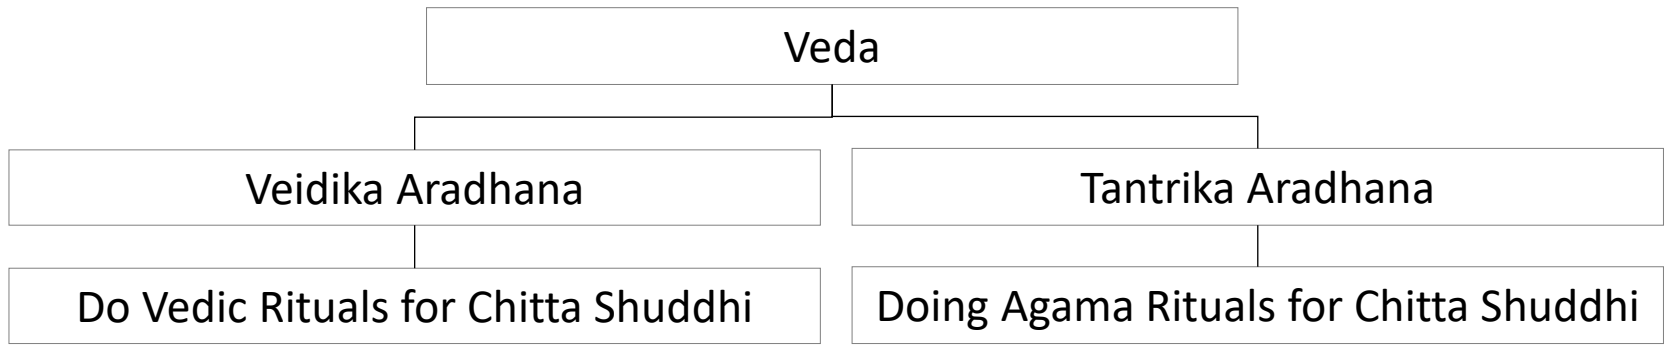 Veda
Veidika Aradhana
Tantrika Aradhana
Do Vedic Rituals for Chitta Shuddhi
Doing Agama Rituals for Chitta Shuddhi